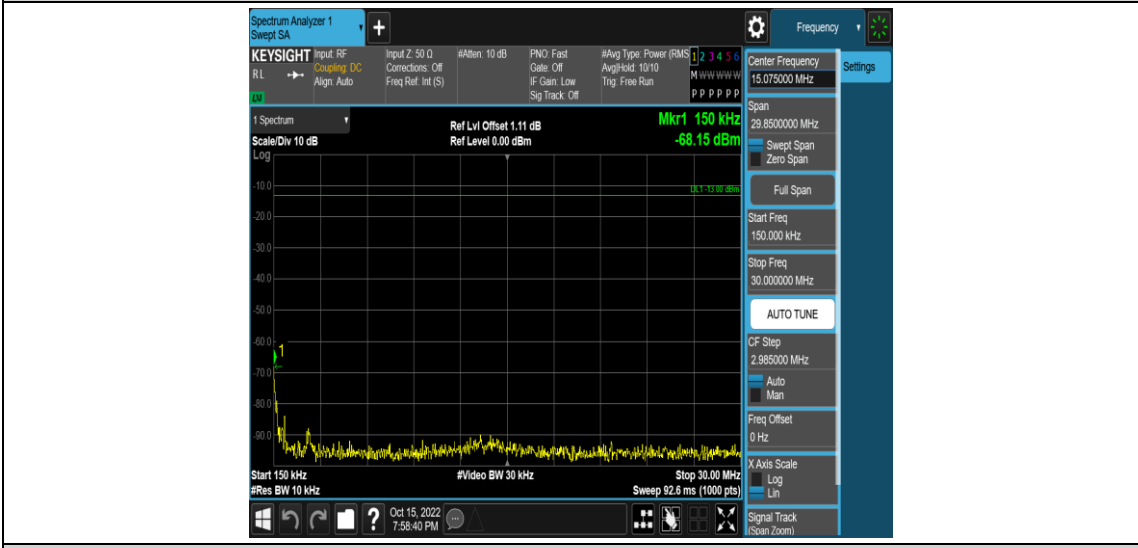 Spectrum Analyzer 1
Swept SA
+
Frequency
KEYSIGHT
RL
LM
Input: RF
Coupling: DC
Align: Auto
Input Z: 50 Ω
Corrections: Off
Freq Ref: Int (S)
#Atten: 10 dB
PNO: Fast
Gate: Off
IF Gain: Low
Sig Track: Off
#Avg Type: Power (RMS
Avg|Hold: 10/10
Trig: Free Run
1 2 3 4 5 6
M W W W W W
P P P P P P
1 Spectrum
Scale/Div 10 dB
Log
Ref Lvl Offset 1.11 dB
Ref Level 0.00 dBm
Mkr1 150 kHz
-68.15 dBm
DL1 -13.00 dBm
-10.0
-20.0
-30.0
-40.0
-50.0
-60.0
1
-70.0
-80.0
-90.0
Start 150 kHz
#Res BW 10 kHz
#Video BW 30 kHz
Stop 30.00 MHz
Sweep 92.6 ms (1000 pts)
Center Frequency
15.075000 MHz
Settings
Span
29.8500000 MHz
Swept Span
Zero Span
Full Span
Start Freq
150.000 kHz
Stop Freq
30.000000 MHz
AUTO TUNE
CF Step
2.985000 MHz
Auto
Man
Freq Offset
0 Hz
X Axis Scale
Log
Lin
Signal Track
(Span Zoom)
?
Oct 15, 2022
7:58:40 PM